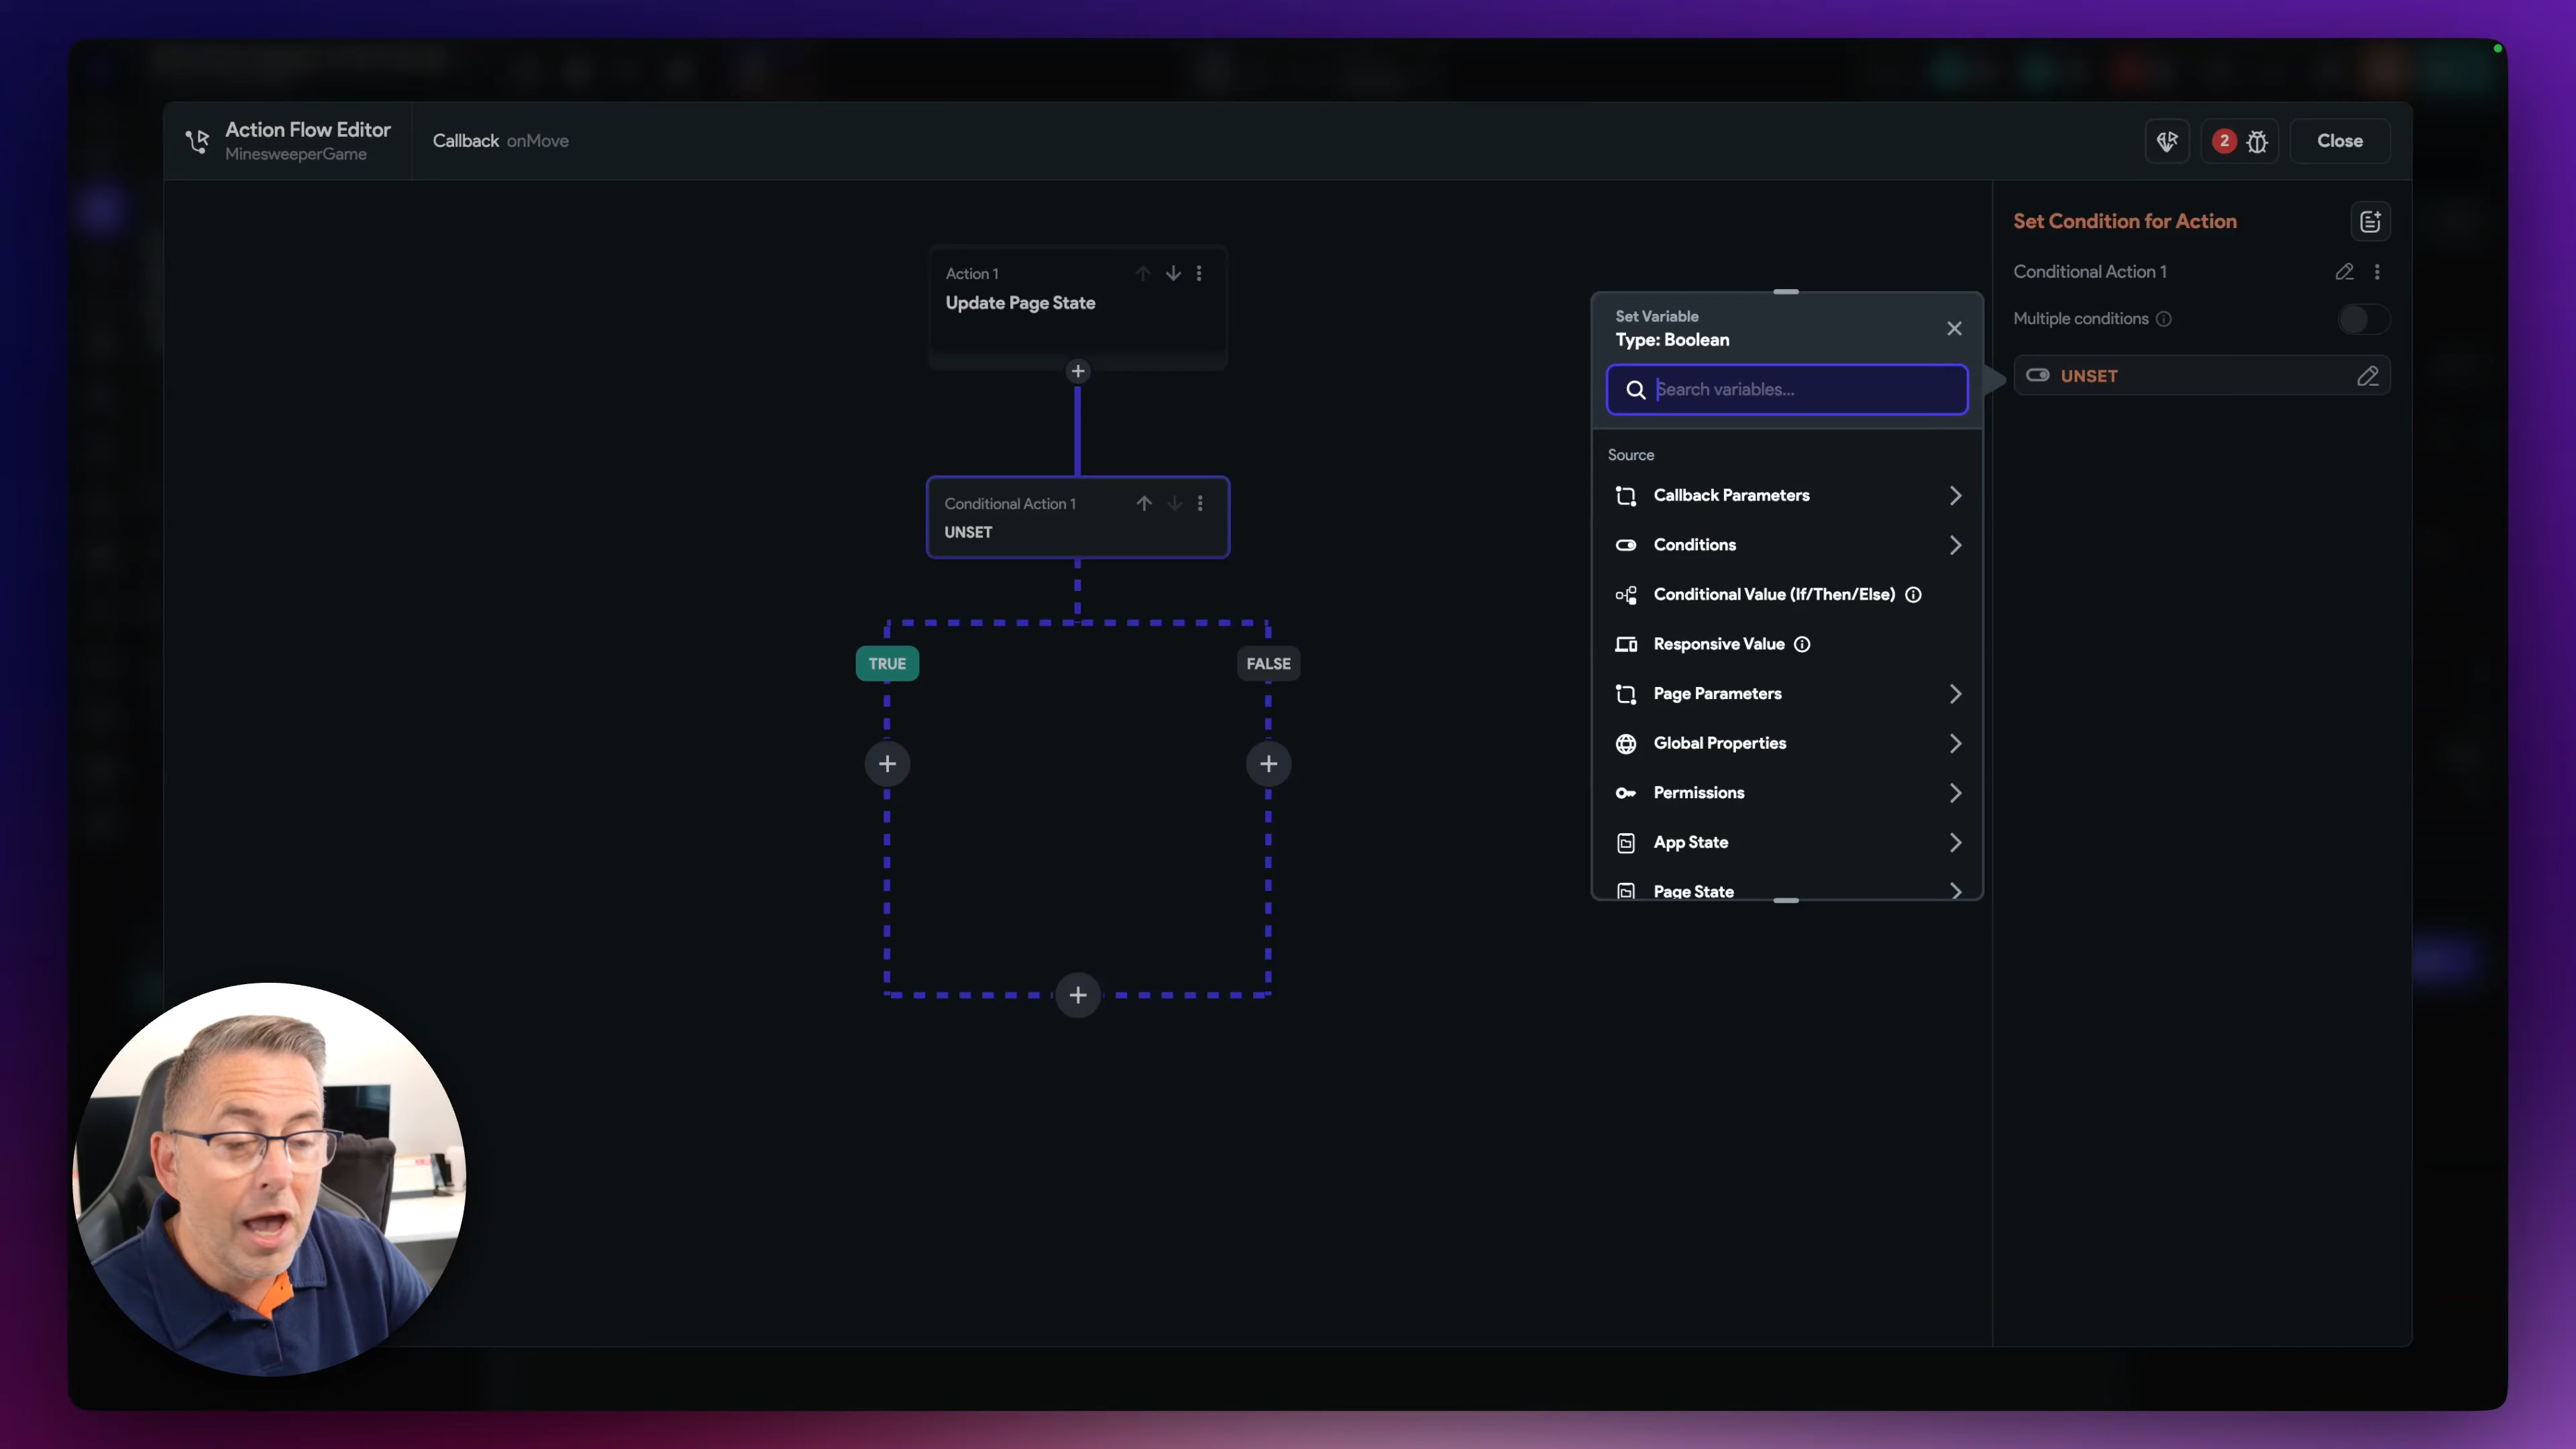 Action Flow Editor
MinesweeperGame
Callback onMove
2
Close
Action 1
Update Page State
Conditional Action 1
UNSET
TRUE
FALSE
Set Variable
Type: Boolean
Search variables...
Source
Callback Parameters
Conditions
Conditional Value (If/Then/Else)
Responsive Value
Page Parameters
Global Properties
Permissions
App State
Page State
Set Condition for Action
Conditional Action 1
Multiple conditions
UNSET